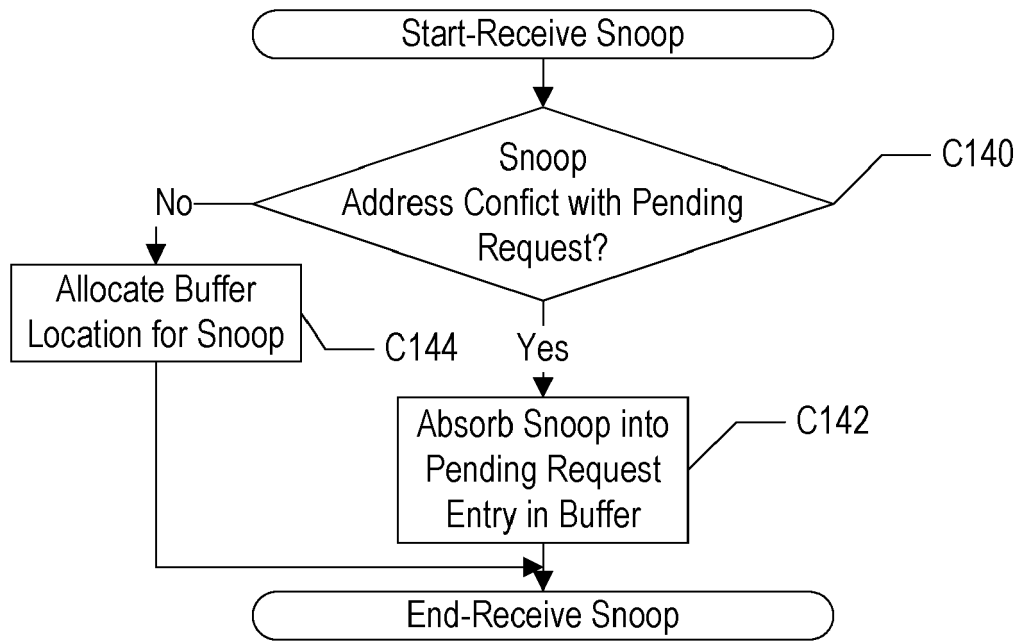 Start-Receive Snoop
Snoop
Address Confict with Pending
Request?
C140
No
Allocate Buffer
Location for Snoop
C144
Yes
Absorb Snoop into
Pending Request
Entry in Buffer
C142
End-Receive Snoop